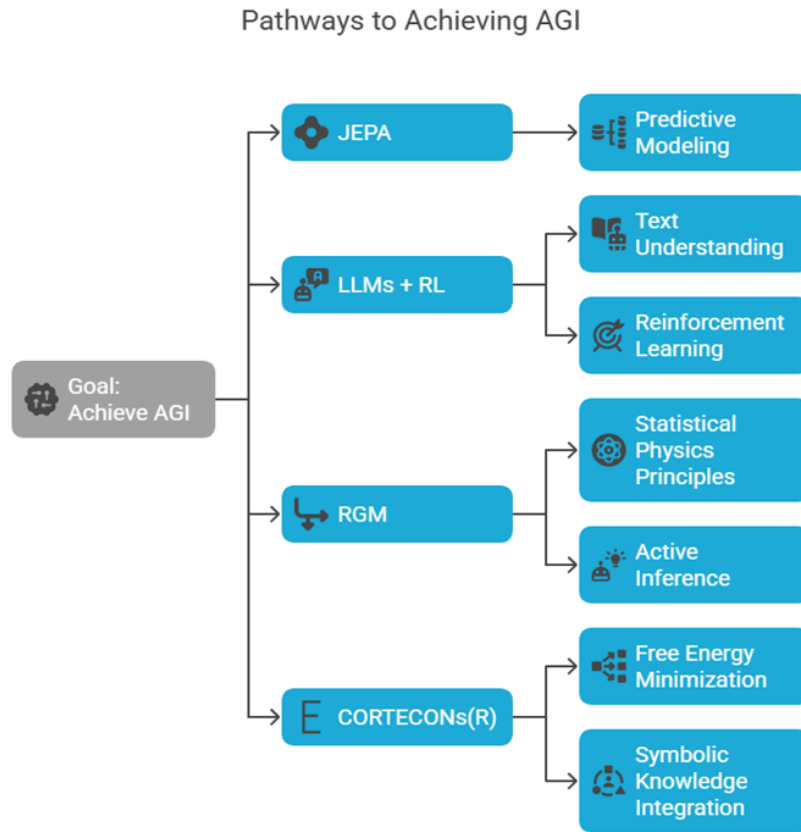 Pathways to Achieving AGI
JEPA
Predictive
Modeling
LLMs + RL
Text
Understanding
Reinforcement
Learning
Goal:
Achieve AGI
RGM
Statistical
Physics
Principles
Active
Inference
CORTECONs(R)
Free Energy
Minimization
Symbolic
Knowledge
Integration